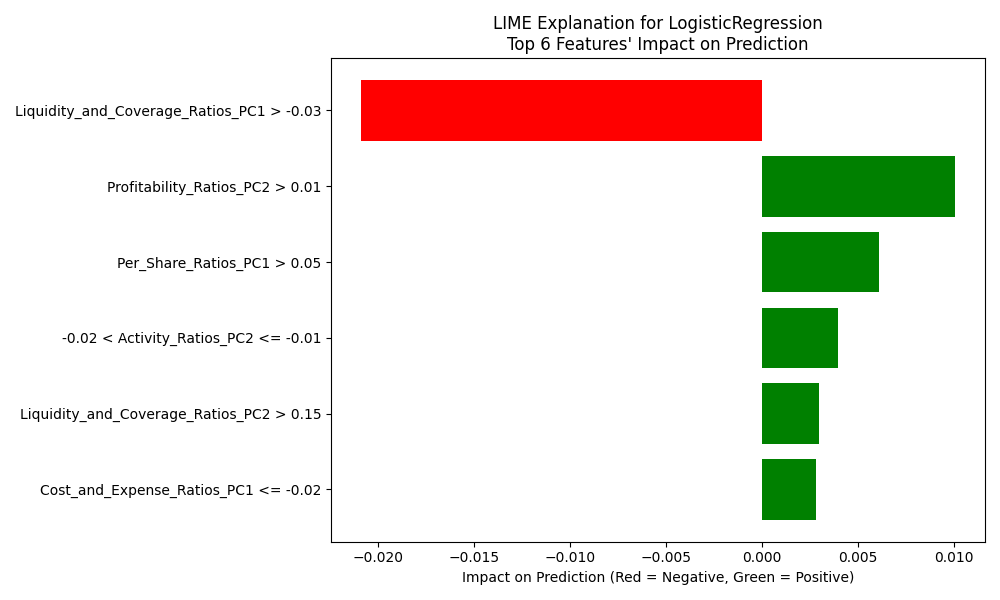 LIME Explanation for LogisticRegression
Top 6 Features' Impact on Prediction
Liquidity_and_Coverage_Ratios_PC1 > -0.03
Profitability_Ratios_PC2 > 0.01
Per_Share_Ratios_PC1 > 0.05
-0.02 < Activity_Ratios_PC2 <= -0.01
Liquidity_and_Coverage_Ratios_PC2 > 0.15
Cost_and_Expense_Ratios_PC1 <= -0.02
−0.020 −0.015 −0.010 −0.005 0.000 0.005 0.010
Impact on Prediction (Red = Negative, Green = Positive)